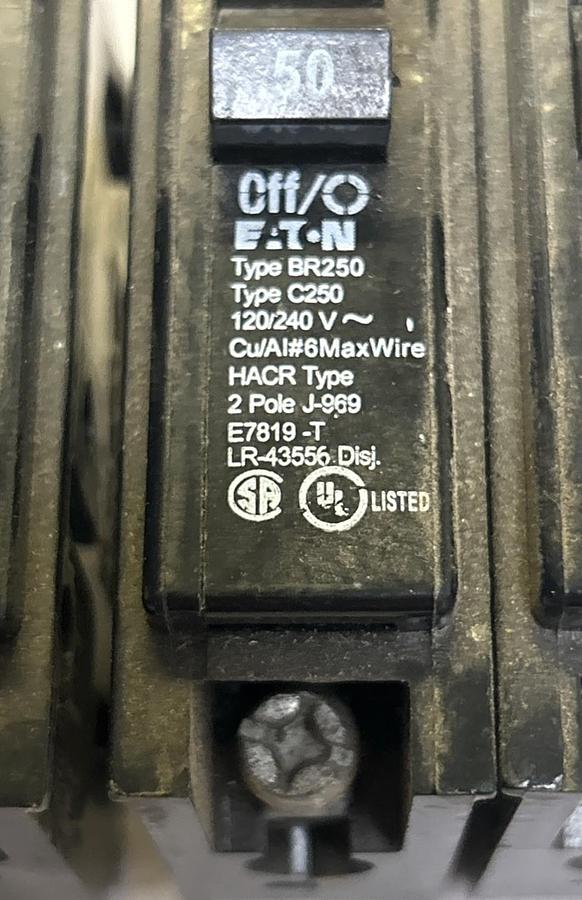 50
Off/O
EATON
Type BR250
Type C250
120/240 V ~
Cu/Al#6MaxWire
HACR Type
2 Pole J-969
E7819 -T
LR-43556 Disj.
SA UL LISTED